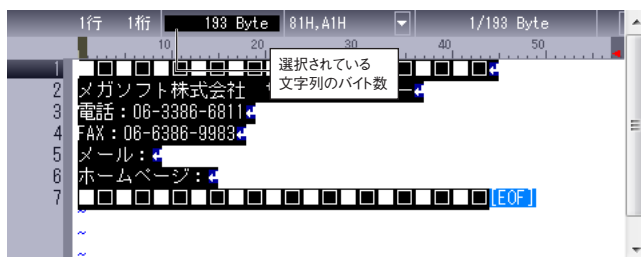 1行 1桁 193 Byte 81H,A1H 1/193 Byte
10 20 30 40 50
1 ■□■□■□■□■□■□■□■□■□■□■□
選択されている
文字列のバイト数
2 メガソフト株式会社
3 電話：06-3386-6811
4 FAX：06-6386-9983
5 メール：
6 ホームページ：
7 ■□■□■□■□■□■□■□■□■□■□■□[EOF]
~
~
~